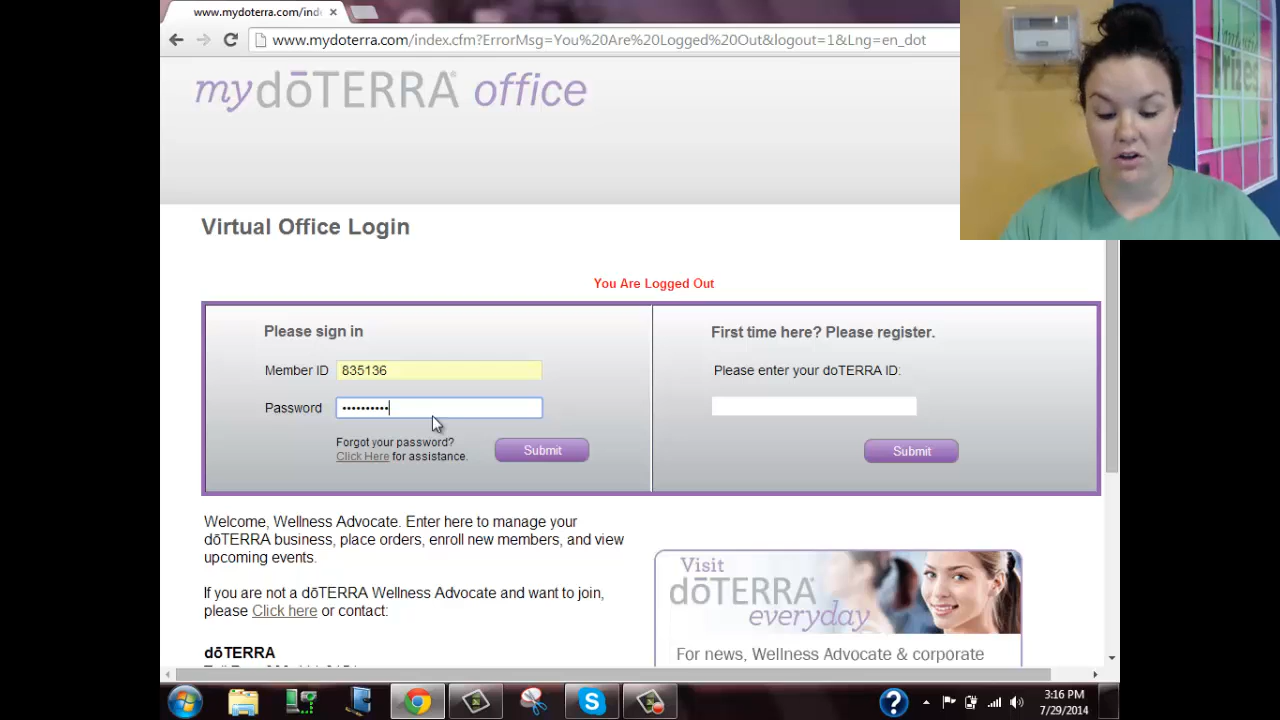 www.mydoterra.com/ind
www.mydoterra.com/index.cfm?ErrorMsg=You%20Are%20Logged%20Out&logout=1&Lng=en_dot
mydōTERRA® office
Prizes
Virtual Office Login
You Are Logged Out
Please sign in
Member ID 835136
Password ••••••••••
Forgot your password?
Click Here for assistance.
Submit
First time here? Please register.
Please enter your doTERRA ID:
Submit
Welcome, Wellness Advocate. Enter here to manage your
dōTERRA business, place orders, enroll new members, and view
upcoming events.
If you are not a dōTERRA Wellness Advocate and want to join,
please Click here or contact:
dōTERRA
Visit
dōTERRA®
everyday
For news, Wellness Advocate & corporate
3:16 PM
7/29/2014